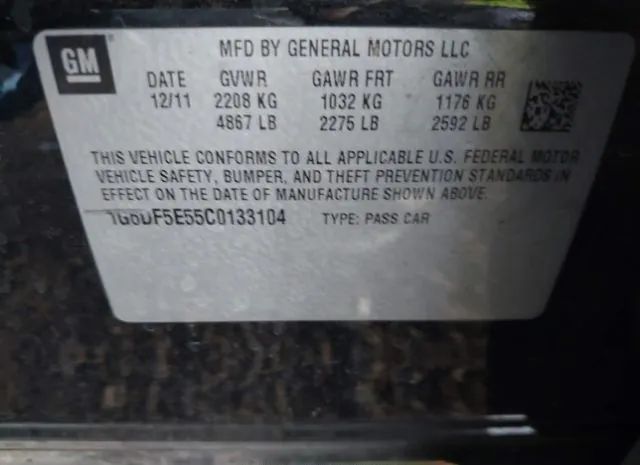 GM
MFD BY GENERAL MOTORS LLC
DATE GVWR GAWR FRT GAWR RR
12/11 2208 KG 1032 KG 1176 KG
4867 LB 2275 LB 2592 LB
THIS VEHICLE CONFORMS TO ALL APPLICABLE U.S. FEDERAL MOTOR
VEHICLE SAFETY, BUMPER, AND THEFT PREVENTION STANDARDS IN
EFFECT ON THE DATE OF MANUFACTURE SHOWN ABOVE.
1G6DF5E55C0133104 TYPE: PASS CAR